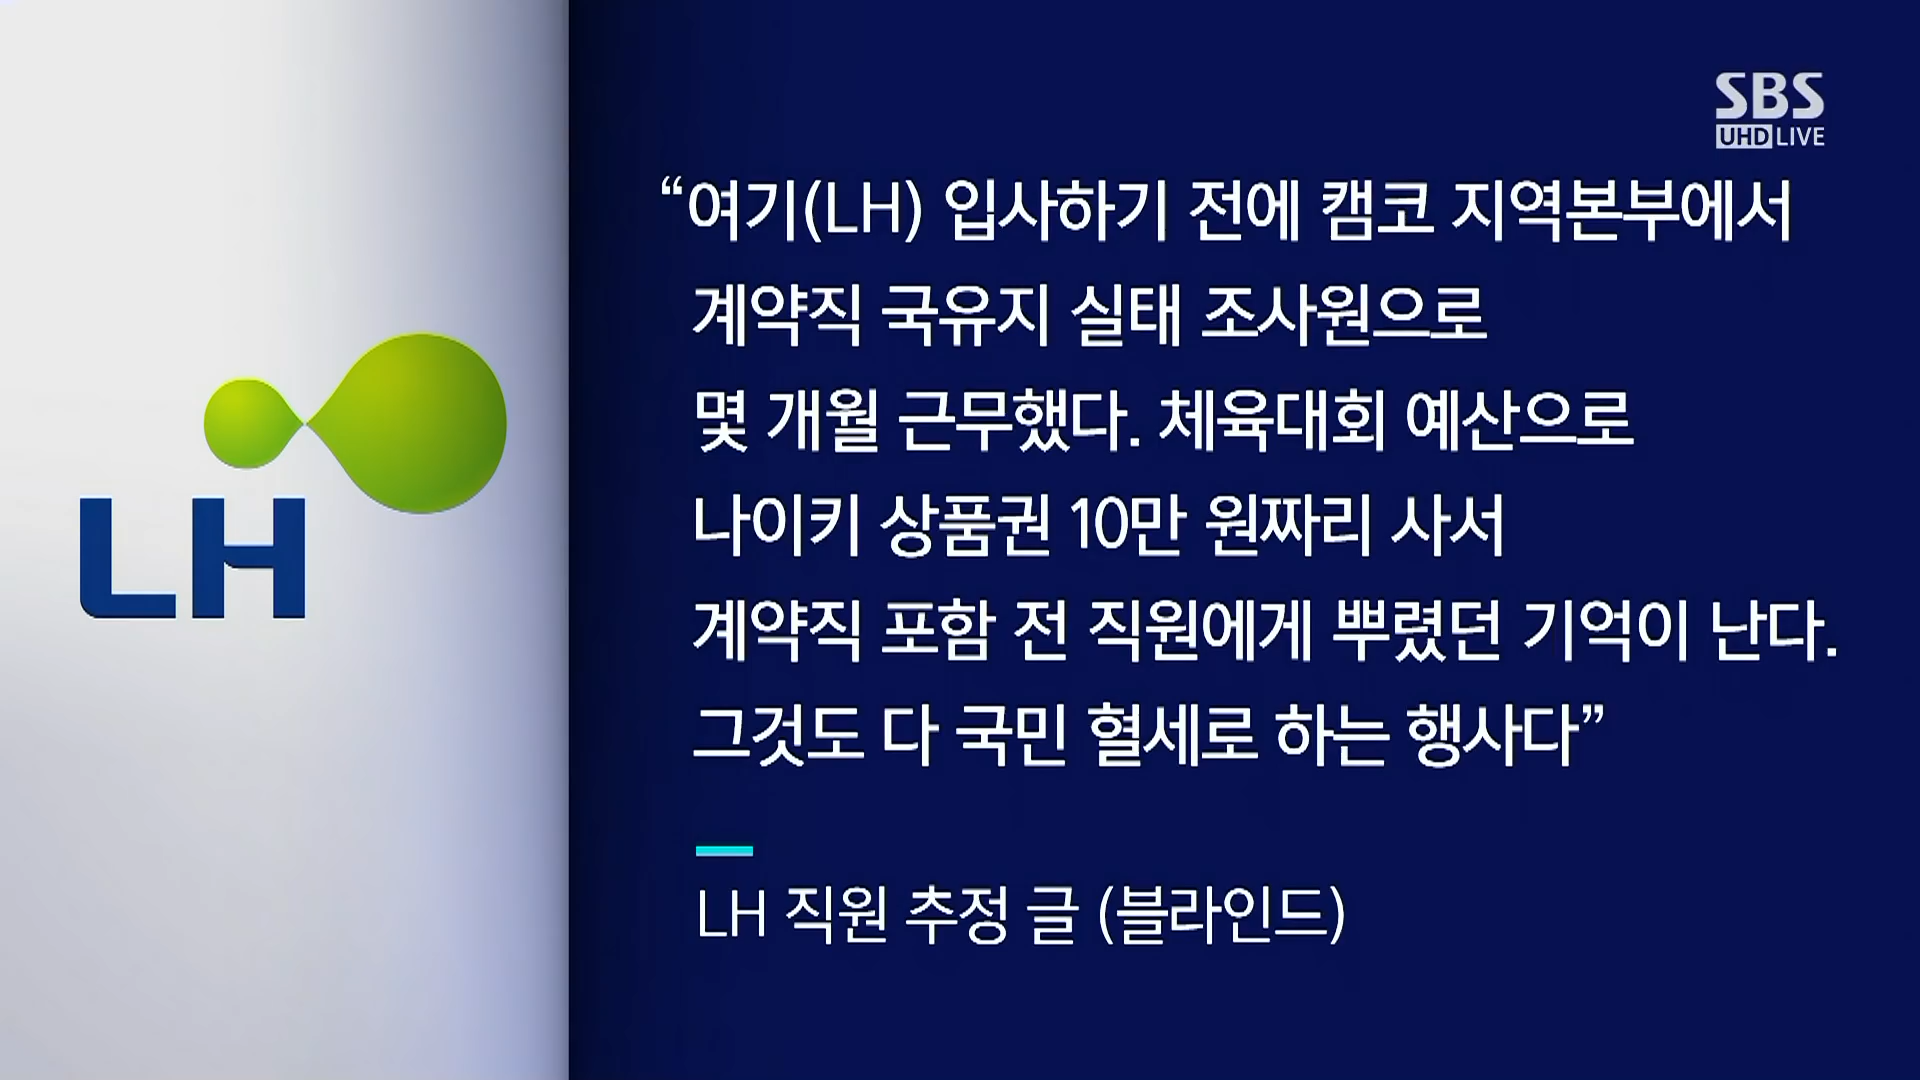 SBS
UHD LIVE
“여기(LH) 입사하기 전에 캠코 지역본부에서
계약직 국유지 실태 조사원으로
몇 개월 근무했다. 체육대회 예산으로
나이키 상품권 10만 원짜리 사서
계약직 포함 전 직원에게 뿌렸던 기억이 난다.
그것도 다 국민 혈세로 하는 행사다”
LH
LH 직원 추정 글 (블라인드)